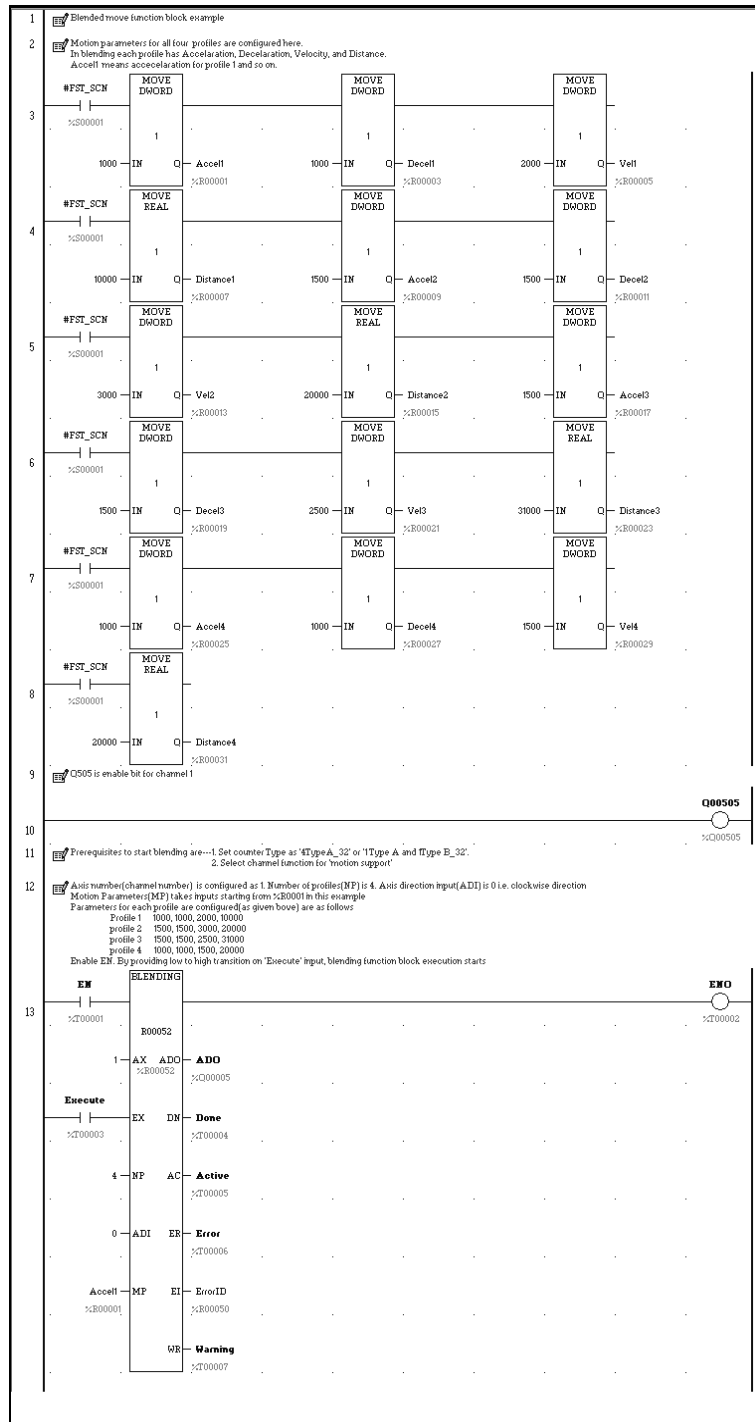 1 Blended move function block example
2 Motion parameters for all four profiles are configured here.
In blending each profile has Accelaration, Decelaration, Velocity, and Distance.
Accel1 means accecelaration for profile 1 and so on.
#FST_SCN MOVE DWORD MOVE DWORD MOVE DWORD
3 %S00001
1 1 1
1000 IN Q Accel1 1000 IN Q Decel1 2000 IN Q Vel1
%R00001 %R00003 %R00005
#FST_SCN MOVE REAL MOVE DWORD MOVE DWORD
4 %S00001
1 1 1
10000 IN Q Distance1 1500 IN Q Accel2 1500 IN Q Decel2
%R00007 %R00009 %R00011
#FST_SCN MOVE DWORD MOVE REAL MOVE DWORD
5 %S00001
1 1 1
3000 IN Q Vel2 20000 IN Q Distance2 1500 IN Q Accel3
%R00013 %R00015 %R00017
#FST_SCN MOVE DWORD MOVE DWORD MOVE REAL
6 %S00001
1 1 1
1500 IN Q Decel3 2500 IN Q Vel3 31000 IN Q Distance3
%R00019 %R00021 %R00023
#FST_SCN MOVE DWORD MOVE DWORD MOVE DWORD
7 %S00001
1 1 1
1000 IN Q Accel4 1000 IN Q Decel4 1500 IN Q Vel4
%R00025 %R00027 %R00029
#FST_SCN MOVE REAL
8 %S00001
1
20000 IN Q Distance4
%R00031
9 Q505 is enable bit for channel 1
Q00505
10 %Q00505
11 Prerequisites to start blending are---1. Set counter Type as '4TypeA_32' or '1Type A and 1Type B_32'.
2. Select channel function for 'motion support'
12 Axis number(channel number) is configured as 1. Number of profiles(NP) is 4. Axis direction input(ADI) is 0 i.e. clockwise direction
Motion Parameters(MP) takes inputs starting from %R0001 in this example
Parameters for each profile are configured(as given bove) are as follows
Profile 1 1000, 1000, 2000, 10000
profile 2 1500, 1500, 3000, 20000
profile 3 1500, 1500, 2500, 31000
profile 4 1000, 1000, 1500, 20000
Enable EN. By providing low to high transition on 'Execute' input, blending function block execution starts
EN BLENDING ENO
13 %T00001 %T00002
R00052
1 AX ADO ADO
%R00052 %Q00005
Execute EX DN Done
%T00003 %T00004
4 NP AC Active
%T00005
0 ADI ER Error
%T00006
Accel1 MP EI ErrorID
%R00001 %R00050
WR Warning
%T00007